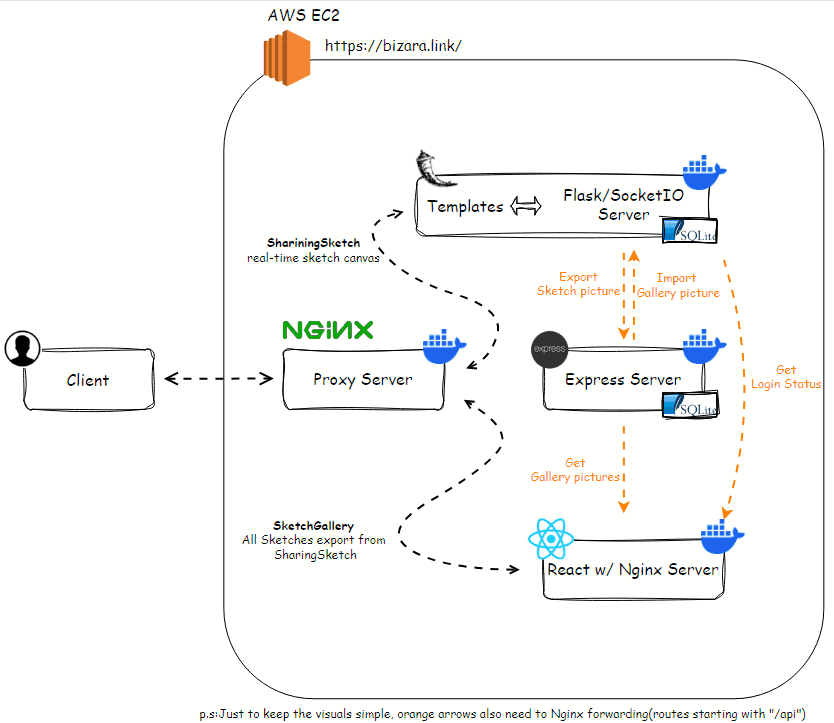 AWS EC2
https://bizara.link/
Templates
Flask/SocketIO
Server
SQLite
ShariningSketch
real-time sketch canvas
Export
Sketch picture
Import
Gallery picture
NGINX
express
Client
Proxy Server
Express Server
SQLite
Get
Login Status
Get
Gallery pictures
SketchGallery
All Sketches export from
SharingSketch
React w/ Nginx Server
p.s:Just to keep the visuals simple, orange arrows also need to Nginx forwarding(routes starting with "/api")